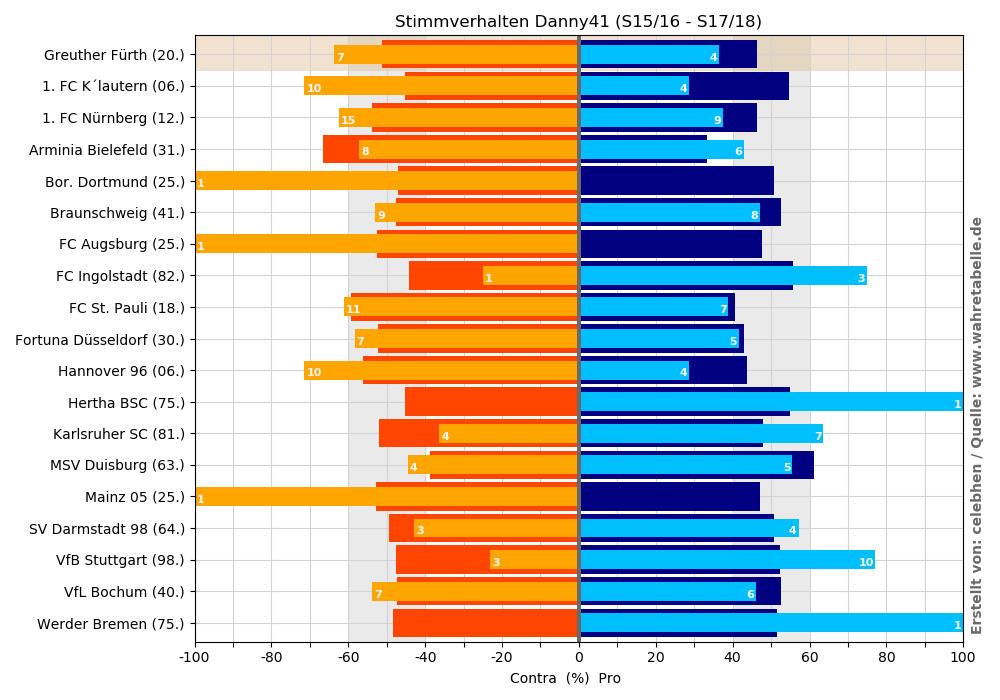 Stimmverhalten Danny41 (S15/16 - S17/18)
Greuther Fürth (20.) 7 4
1. FC K´lautern (06.) 10 4
1. FC Nürnberg (12.) 15 9
Arminia Bielefeld (31.) 8 6
Bor. Dortmund (25.) 1
Braunschweig (41.) 9 8
FC Augsburg (25.) 1
FC Ingolstadt (82.) 1 3
FC St. Pauli (18.) 11 7
Fortuna Düsseldorf (30.) 7 5
Hannover 96 (06.) 10 4
Hertha BSC (75.) 1
Karlsruher SC (81.) 4 7
MSV Duisburg (63.) 4 5
Mainz 05 (25.) 1
SV Darmstadt 98 (64.) 3 4
VfB Stuttgart (98.) 3 10
VfL Bochum (40.) 7 6
Werder Bremen (75.) 1
-100 -80 -60 -40 -20 0 20 40 60 80 100
Contra (%) Pro
Erstellt von: celebhen / Quelle: www.wahretabelle.de